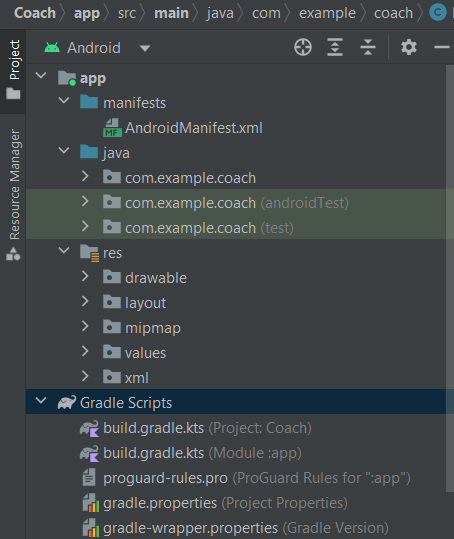 Coach > app > src > main > java > com > example > coach > C
Project
Resource Manager
Android
app
manifests
MF AndroidManifest.xml
java
com.example.coach
com.example.coach (androidTest)
com.example.coach (test)
res
drawable
layout
mipmap
values
xml
Gradle Scripts
build.gradle.kts (Project: Coach)
build.gradle.kts (Module :app)
proguard-rules.pro (ProGuard Rules for ":app")
gradle.properties (Project Properties)
gradle-wrapper.properties (Gradle Version)